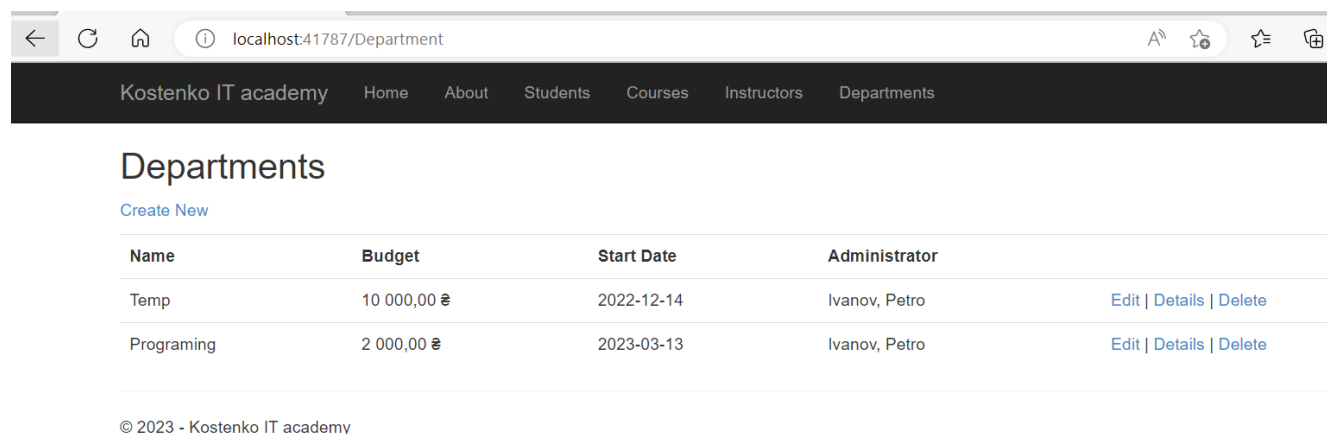 localhost:41787/Department
Kostenko IT academy Home About Students Courses Instructors Departments
Departments
Create New
Name Budget Start Date Administrator
Temp 10 000,00 ₴ 2022-12-14 Ivanov, Petro Edit | Details | Delete
Programing 2 000,00 ₴ 2023-03-13 Ivanov, Petro Edit | Details | Delete
© 2023 - Kostenko IT academy